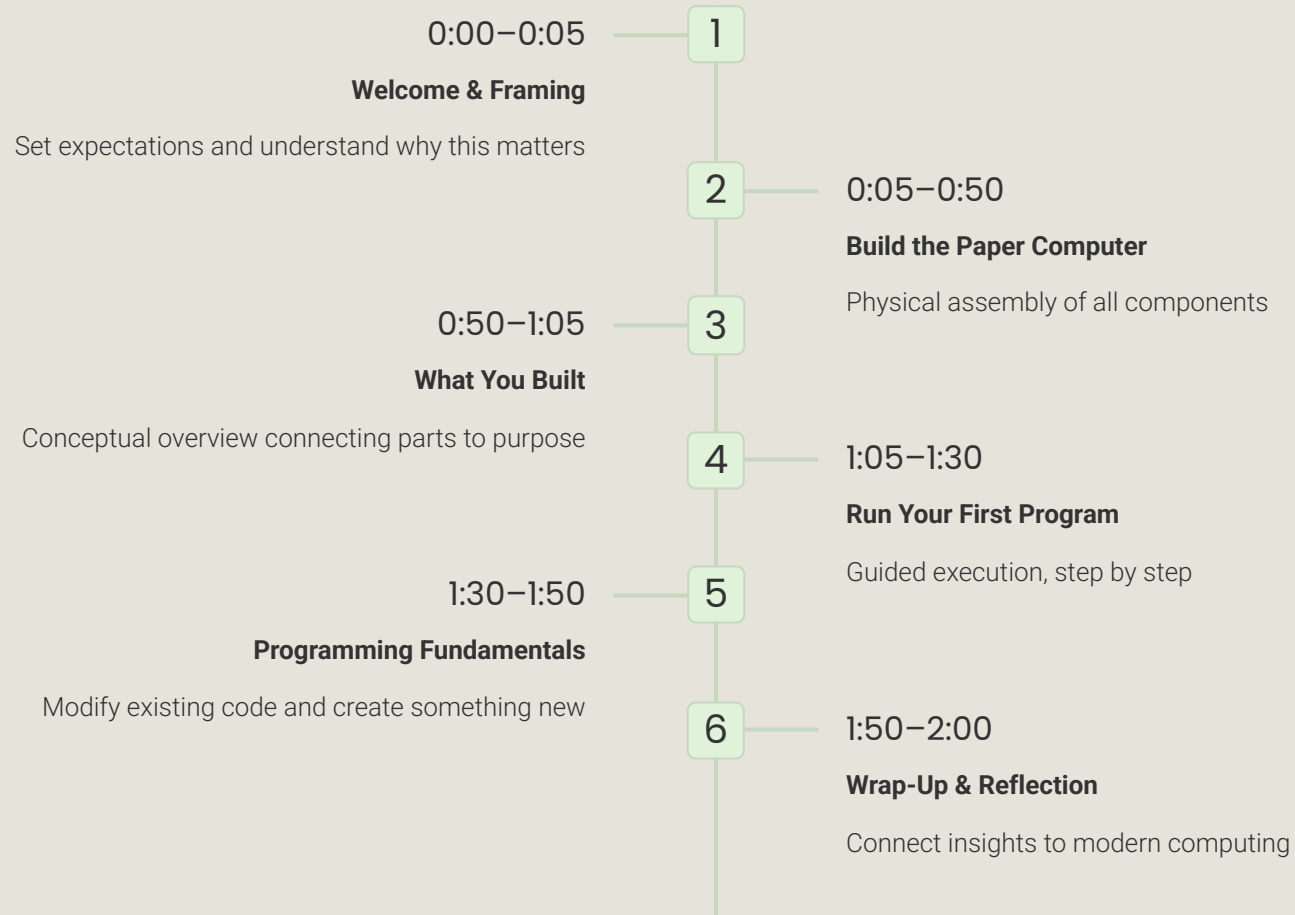 0:00–0:05
1
Welcome & Framing
Set expectations and understand why this matters
2
0:05–0:50
Build the Paper Computer
Physical assembly of all components
0:50–1:05
3
What You Built
Conceptual overview connecting parts to purpose
4
1:05–1:30
Run Your First Program
Guided execution, step by step
1:30–1:50
5
Programming Fundamentals
Modify existing code and create something new
6
1:50–2:00
Wrap-Up & Reflection
Connect insights to modern computing